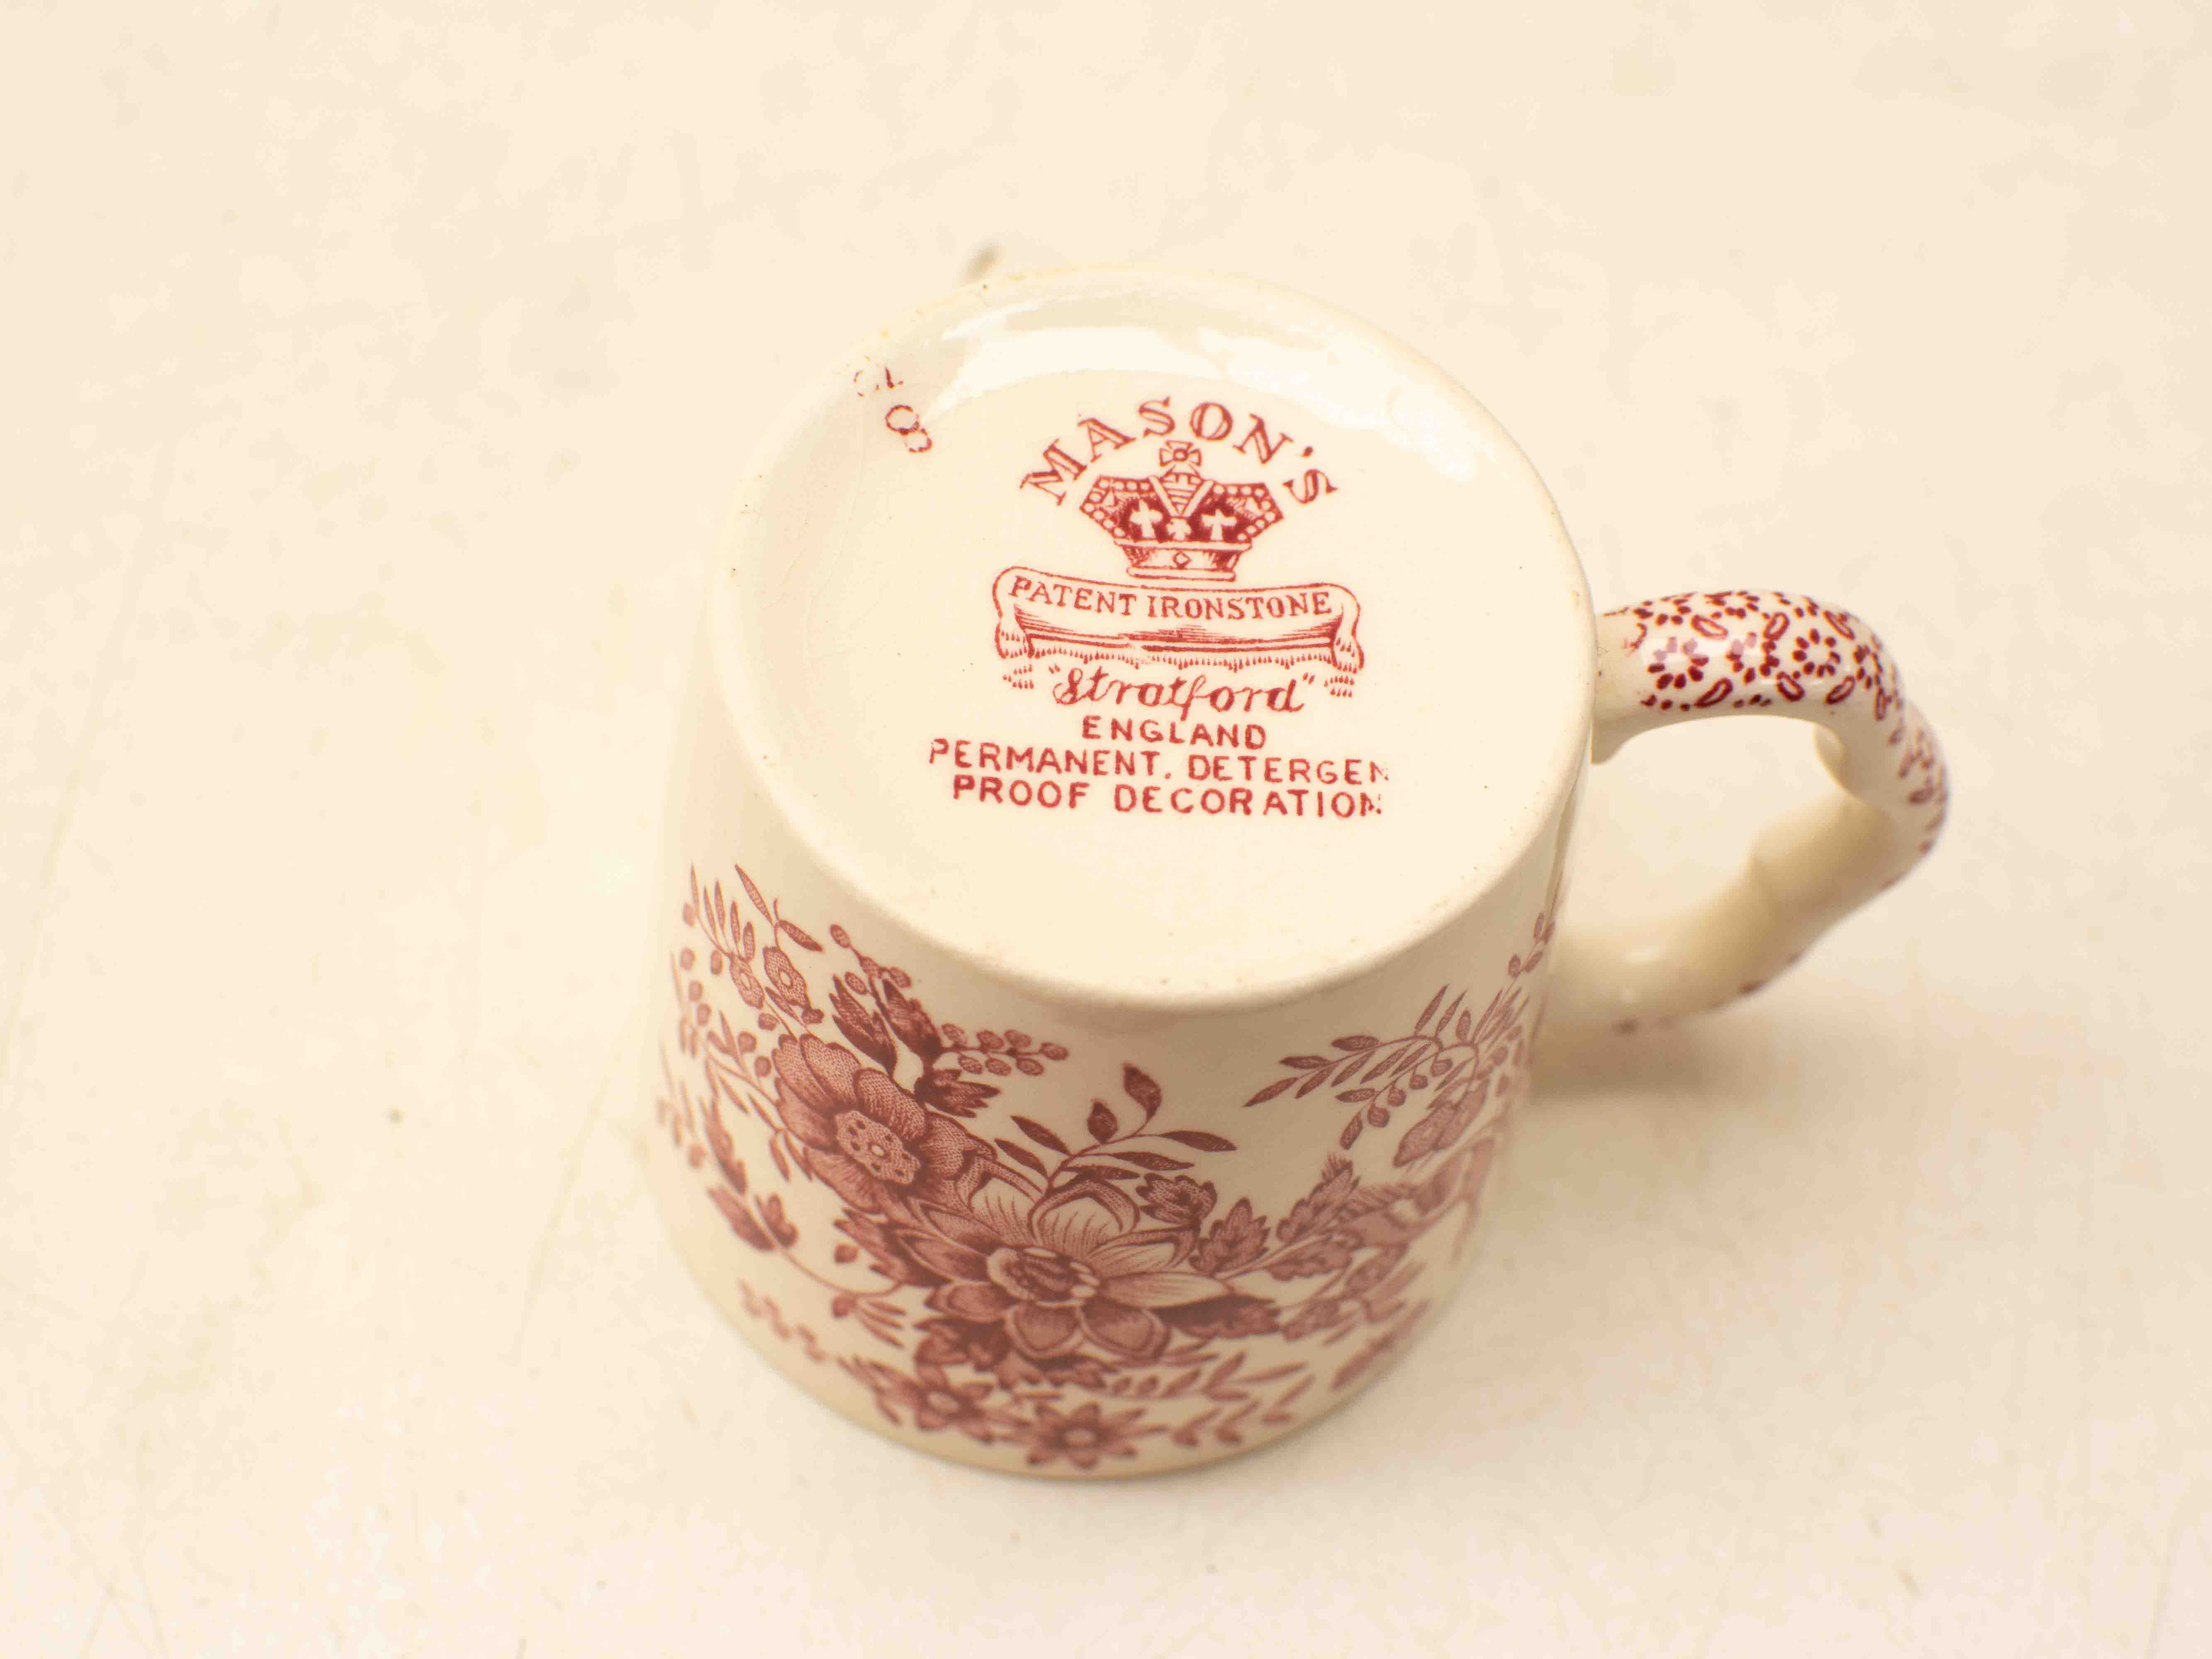 MASON'S
PATENT IRONSTONE
"Stratford"
ENGLAND
PERMANENT. DETERGEN
PROOF DECORATION